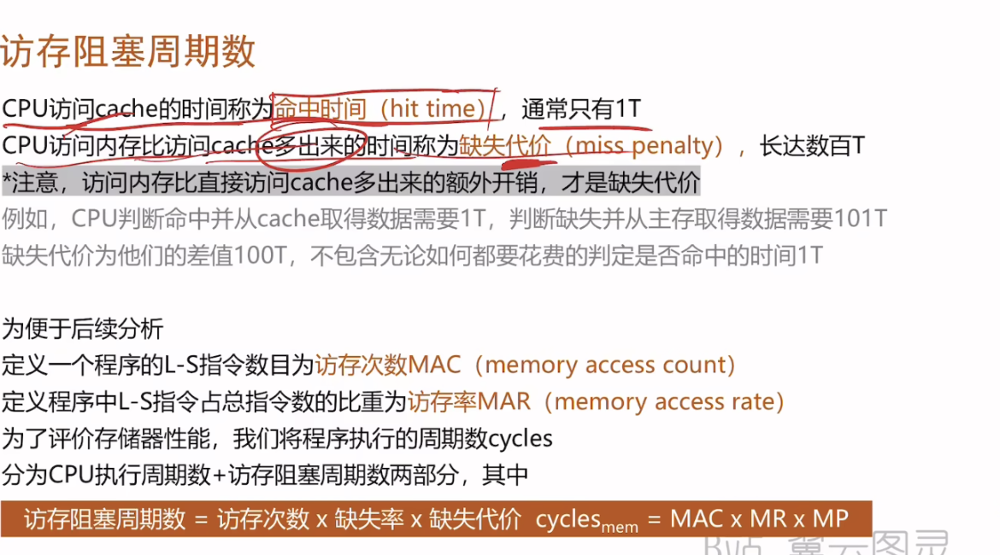 访存阻塞周期数
CPU访问cache的时间称为命中时间（hit time），通常只有1T
CPU访问内存比访问cache多出来的时间称为缺失代价（miss penalty），长达数百T
*注意，访问内存比直接访问cache多出来的额外开销，才是缺失代价
例如，CPU判断命中并从cache取得数据需要1T，判断缺失并从主存取得数据需要101T
缺失代价为他们的差值100T，不包含无论如何都要花费的判定是否命中的时间1T
为便于后续分析
定义一个程序的L-S指令数目为访存次数MAC（memory access count）
定义程序中L-S指令占总指令数的比重为访存率MAR（memory access rate）
为了评价存储器性能，我们将程序执行的周期数cycles
分为CPU执行周期数+访存阻塞周期数两部分，其中
访存阻塞周期数 = 访存次数 x 缺失率 x 缺失代价 cyclesmem = MAC x MR x MP
B站 翼云图灵